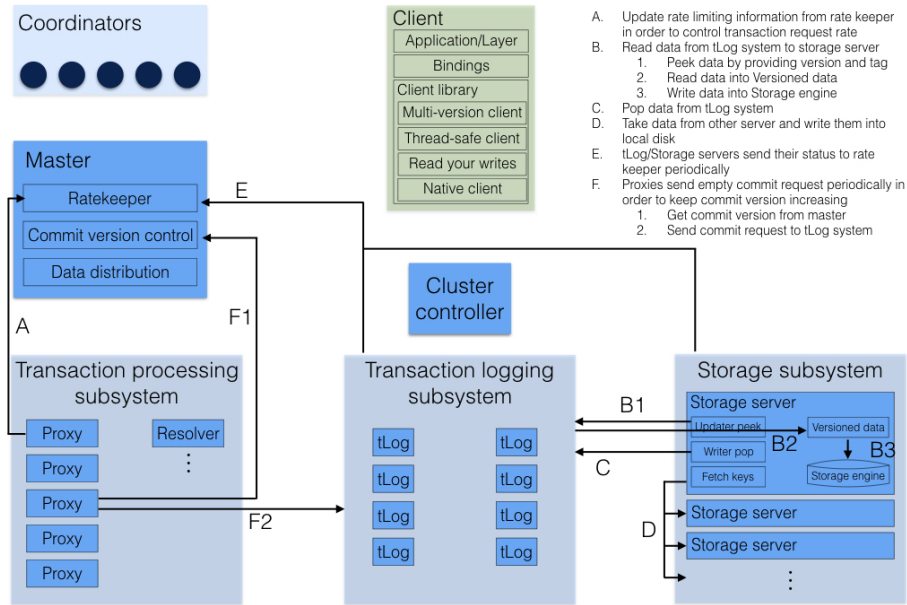 Coordinators
Client
Application/Layer
Bindings
Client library
Multi-version client
Thread-safe client
Read your writes
Native client
A. Update rate limiting information from rate keeper
in order to control transaction request rate
B. Read data from tLog system to storage server
1. Peek data by providing version and tag
2. Read data into Versioned data
3. Write data into Storage engine
C. Pop data from tLog system
D. Take data from other server and write them into
local disk
E. tLog/Storage servers send their status to rate
keeper periodically
F. Proxies send empty commit request periodically in
order to keep commit version increasing
1. Get commit version from master
2. Send commit request to tLog system
Master
Ratekeeper
Commit version control
Data distribution
E
Cluster
controller
A
F1
Transaction processing
subsystem
Proxy
Resolver
⋮
Proxy
Proxy
Proxy
Proxy
F2
Transaction logging
subsystem
tLog
tLog
tLog
tLog
tLog
tLog
tLog
tLog
B1
B2
C
D
Storage subsystem
Storage server
Updater peek
Versioned data
Writer pop
B3
Fetch keys
Storage engine
Storage server
Storage server
⋮